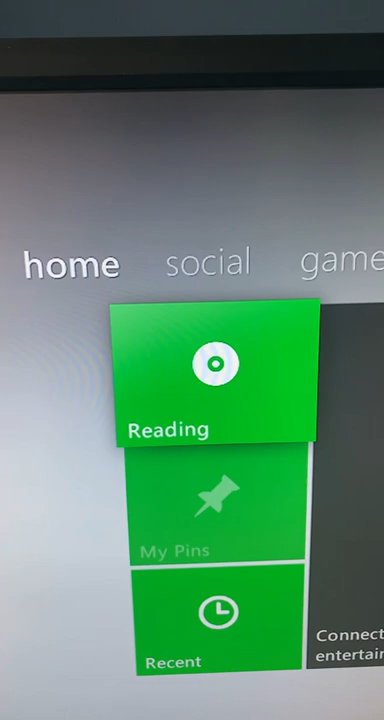 home social game
Reading
My Pins
Recent
Connect
entertai